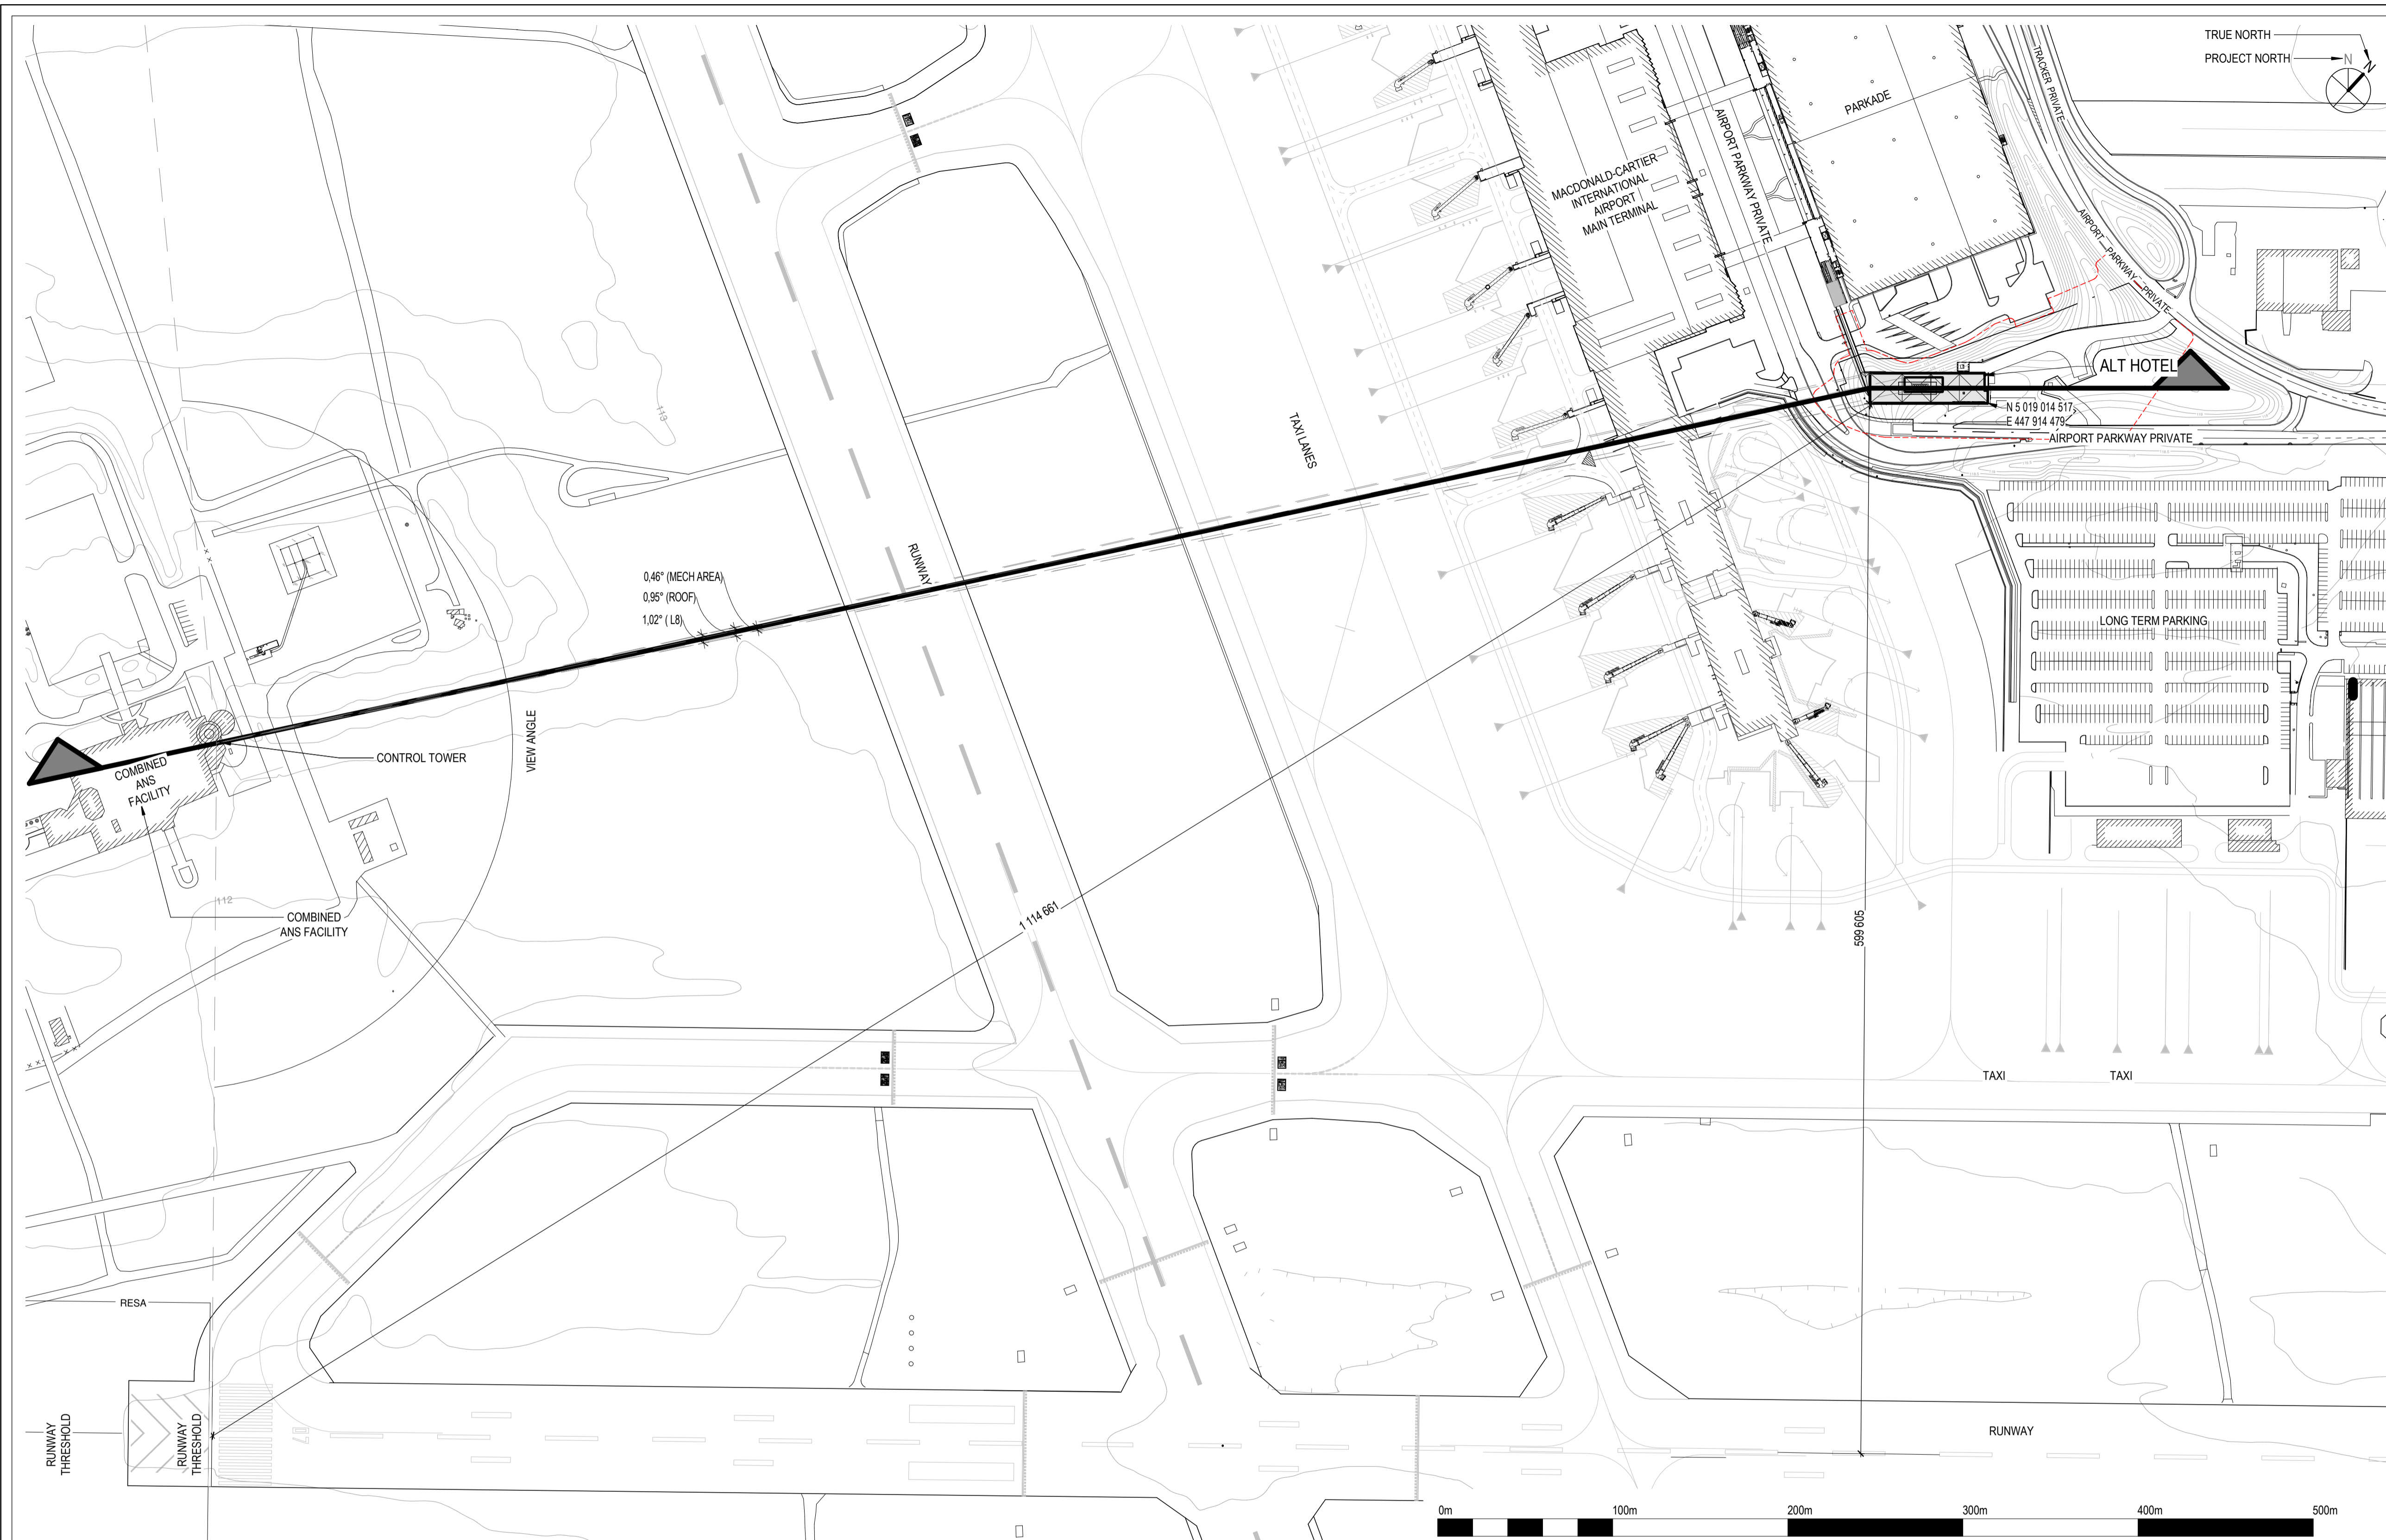 TRUE NORTH
PROJECT NORTH
N
N
TRACKER PRIVATE
PARKADE
AIRPORT PARKWAY PRIVATE
MACDONALD-CARTIER
INTERNATIONAL
AIRPORT
MAIN TERMINAL
AIRPORT PARKWAY PRIVATE
ALT HOTEL
N 5 019 014 517
E 447 914 479
AIRPORT PARKWAY PRIVATE
113
TAXI LANES
RUNWAY
0,46° (MECH AREA)
0,95° (ROOF)
1,02° ( L8)
LONG TERM PARKING
VIEW ANGLE
CONTROL TOWER
COMBINED
ANS
FACILITY
112
COMBINED
ANS FACILITY
1 114 661
599 605
TAXI
TAXI
RESA
RUNWAY
THRESHOLD
RUNWAY
THRESHOLD
RUNWAY
0m
100m
200m
300m
400m
500m